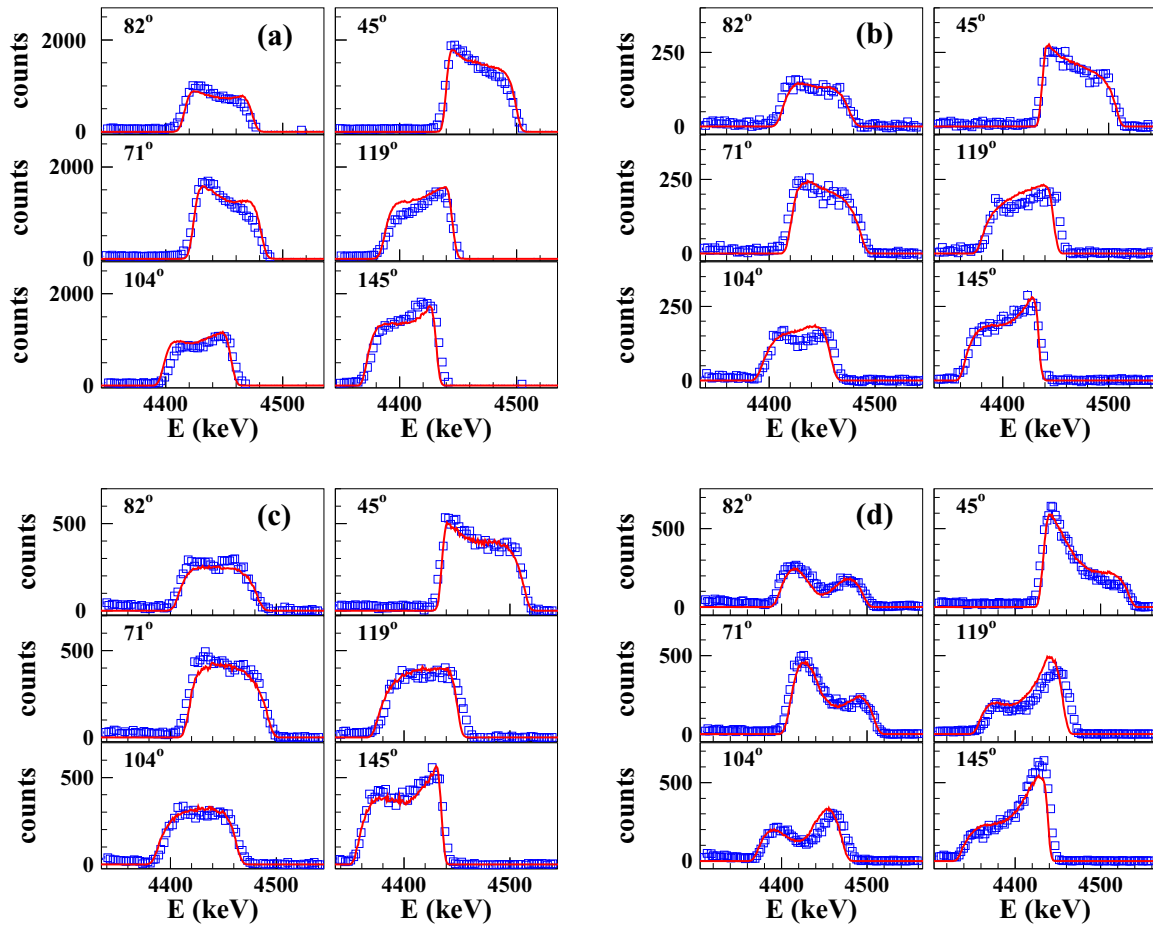 82° (a) 45°
counts 2000
0
71° 119°
counts 2000
0
104° 145°
counts 2000
0
4400 4500 4400 4500
E (keV) E (keV)
82° (b) 45°
counts 250
0
71° 119°
counts 250
0
104° 145°
counts 250
0
4400 4500 4400 4500
E (keV) E (keV)
82° (c) 45°
counts 500
0
71° 119°
counts 500
0
104° 145°
counts 500
0
4400 4500 4400 4500
E (keV) E (keV)
82° (d) 45°
counts 500
0
71° 119°
counts 500
0
104° 145°
counts 500
0
4400 4500 4400 4500
E (keV) E (keV)